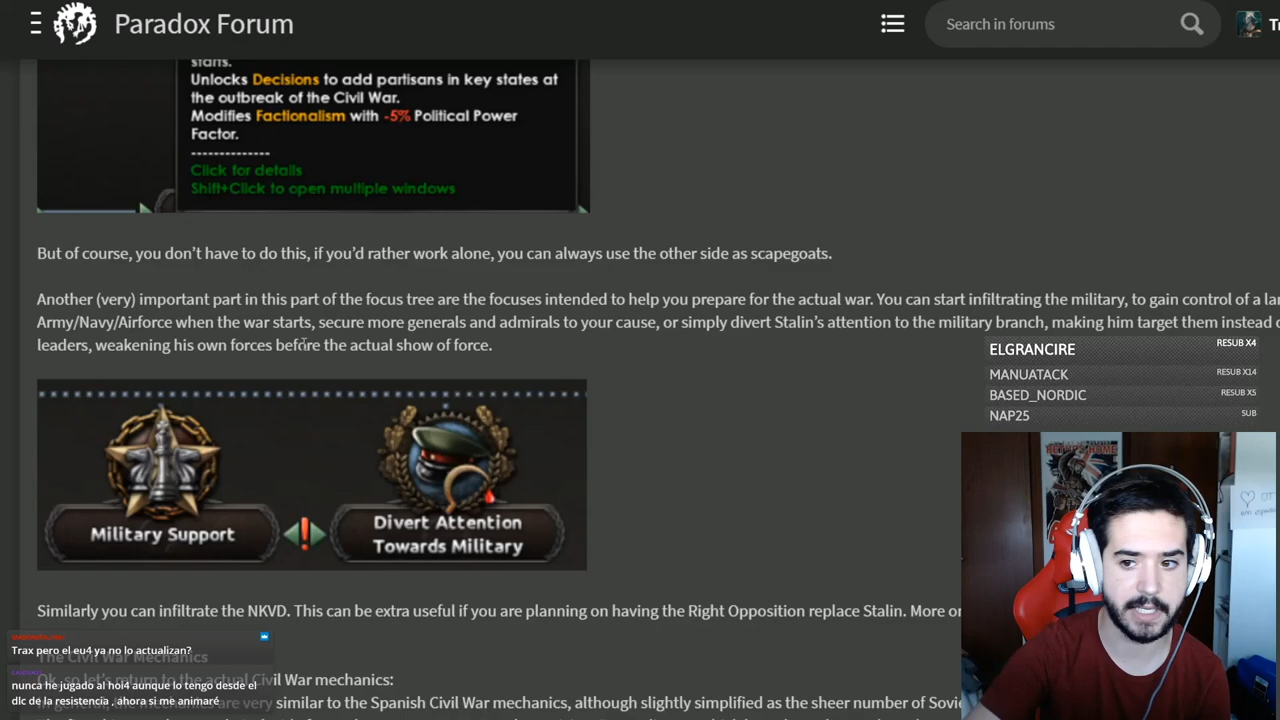 Paradox Forum
Search in forums
starts.
Unlocks Decisions to add partisans in key states at
the outbreak of the Civil War.
Modifies Factionalism with -5% Political Power
Factor.
--------------
Click for details
Shift+Click to open multiple windows
But of course, you don’t have to do this, if you’d rather work alone, you can always use the other side as scapegoats.
Another (very) important part in this part of the focus tree are the focuses intended to help you prepare for the actual war. You can start infiltrating the military, to gain control of a
Army/Navy/Airforce when the war starts, secure more generals and admirals to your cause, or simply divert Stalin’s attention to the military branch, making him target them instead
leaders, weakening his own forces before the actual show of force.
ELGRANCIRE RESUB X4
MANUATACK RESUB X14
BASED_NORDIC RESUB X5
NAP25 SUB
Military Support
Divert Attention
Towards Military
Similarly you can infiltrate the NKVD. This can be extra useful if you are planning on having the Right Opposition replace Stalin. More
Trax pero el eu4 ya no lo actualizan?
The Civil War Mechanics
Ok, so let's return to the actual Civil War mechanics:
nunca he jugado al hoi4 aunque lo tengo desde el
dlc de la resistencia , ahora si me animaré
are very similar to the Spanish Civil War mechanics, although slightly simplified as the sheer number of